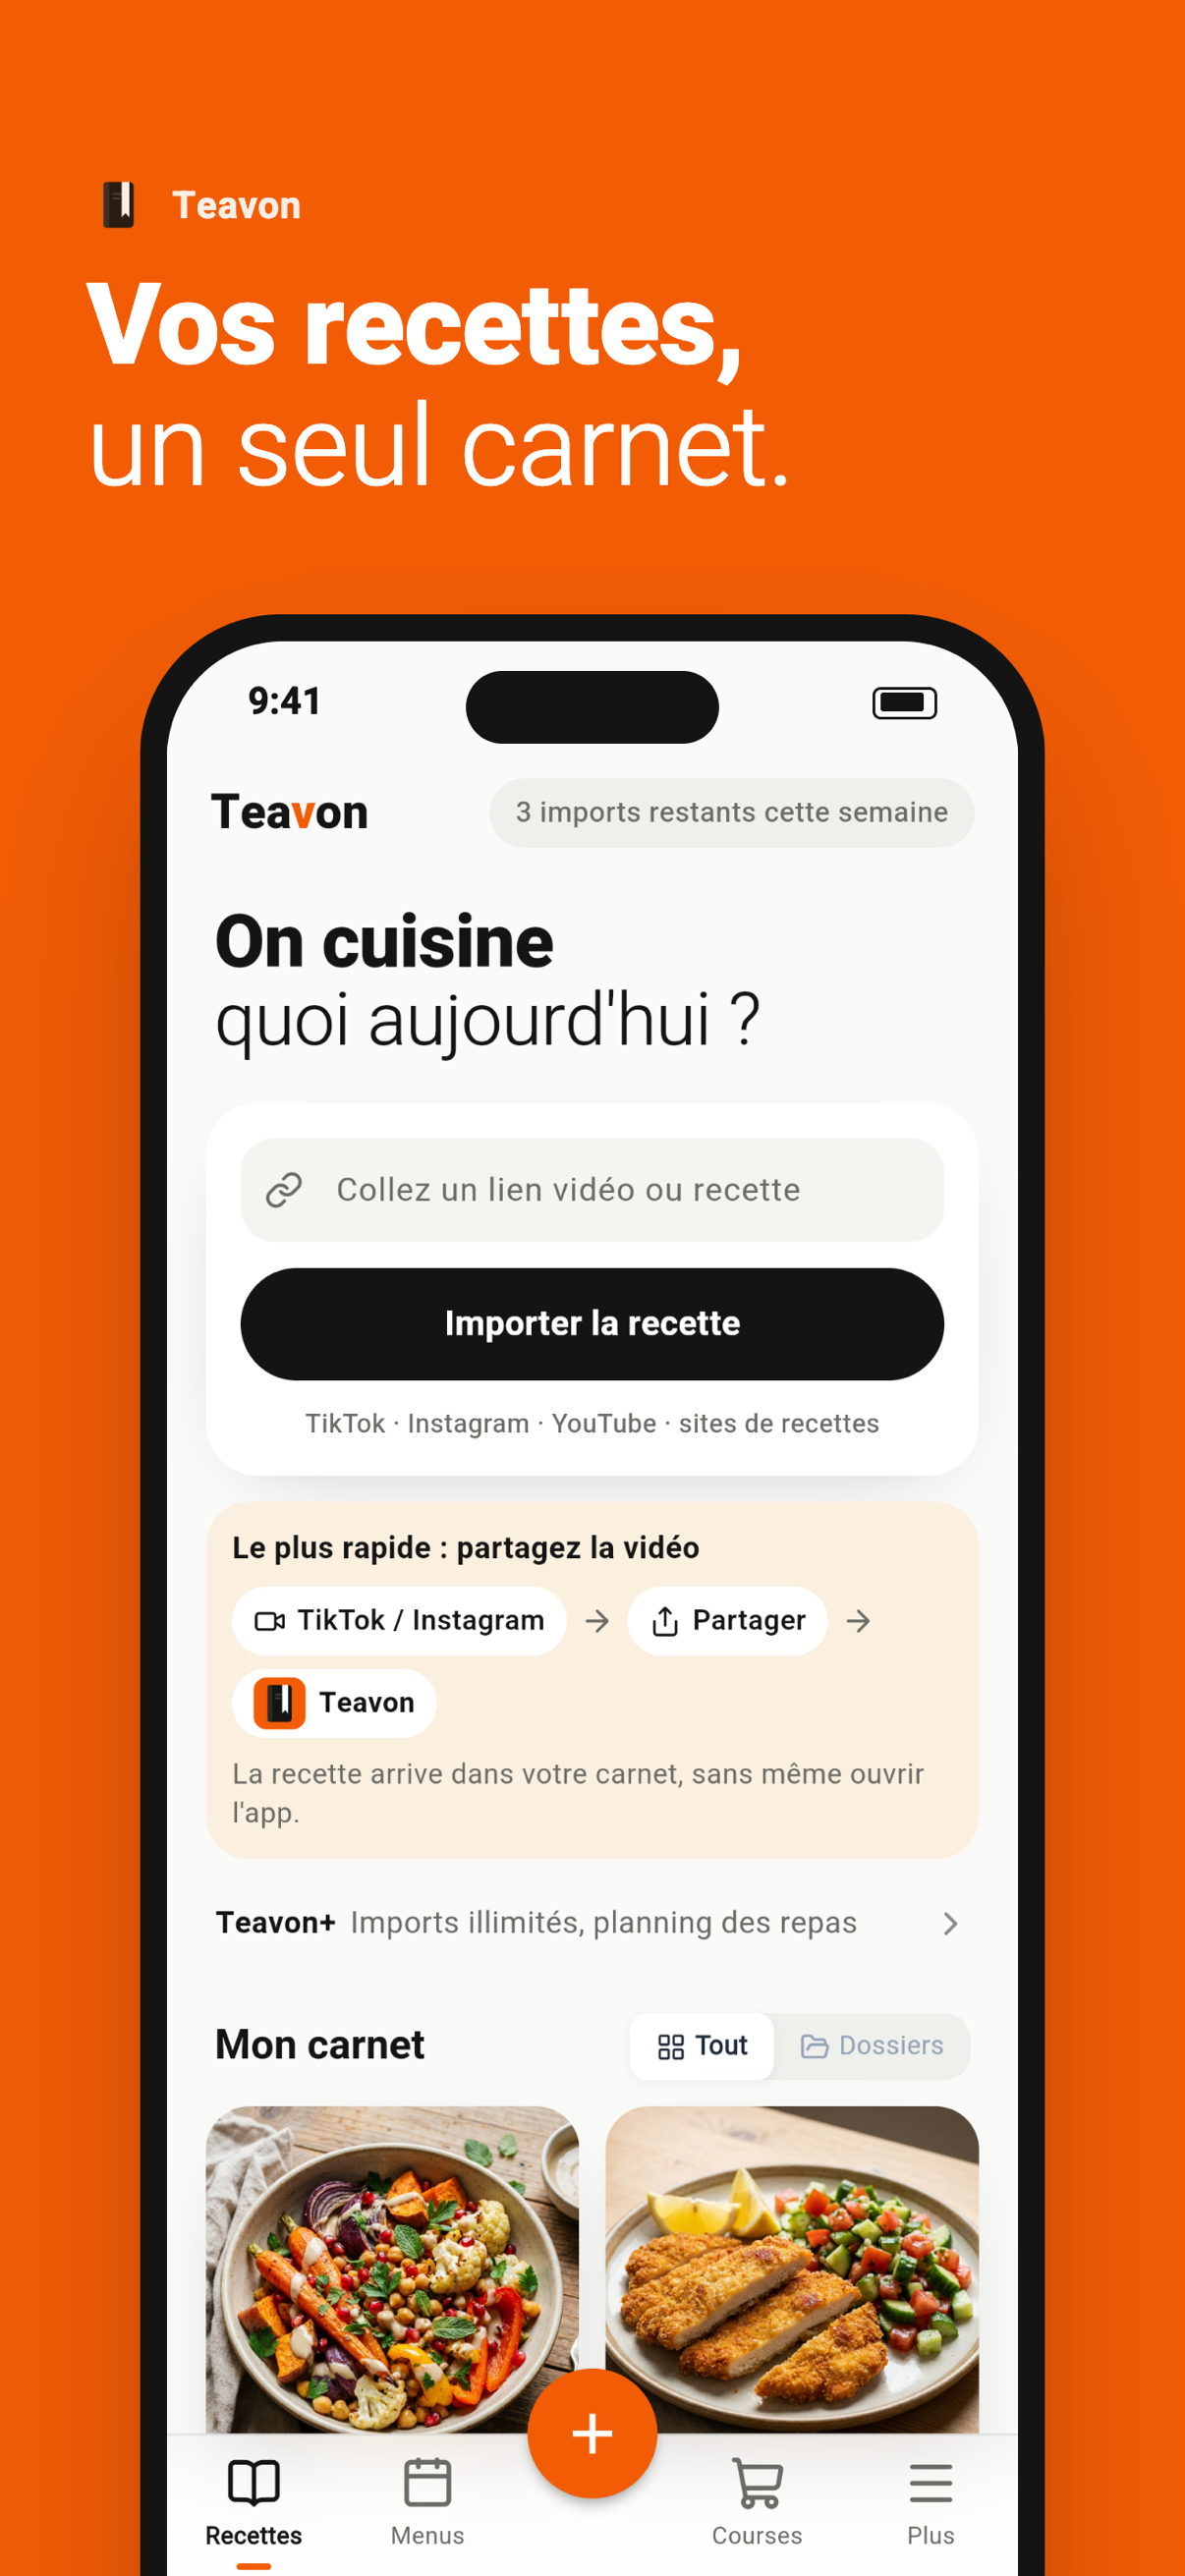 Teavon
Vos recettes,
un seul carnet.
9:41
Teavon
3 imports restants cette semaine
On cuisine
quoi aujourd'hui ?
Collez un lien vidéo ou recette
Importer la recette
TikTok · Instagram · YouTube · sites de recettes
Le plus rapide : partagez la vidéo
TikTok / Instagram → Partager →
Teavon
La recette arrive dans votre carnet, sans même ouvrir
l'app.
Teavon+ Imports illimités, planning des repas
Mon carnet
Tout
Dossiers
Recettes
Menus
Courses
Plus